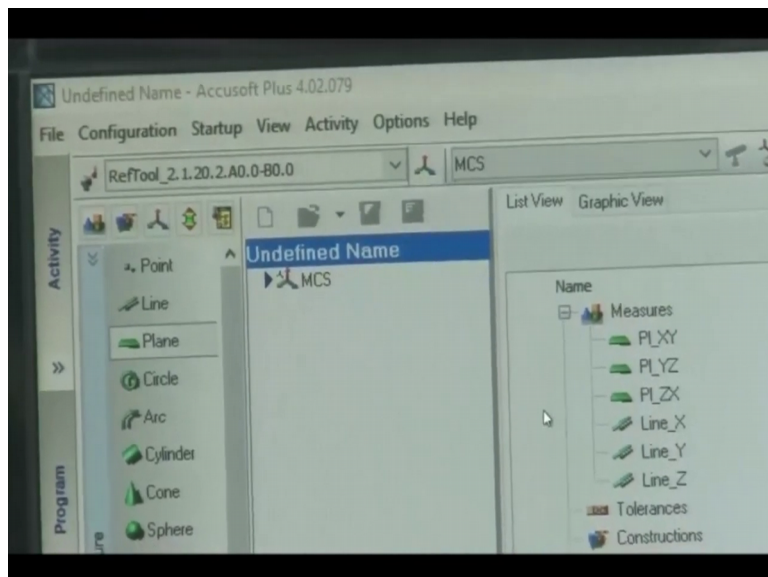 Undefined Name - Accusoft Plus 4.02.079
File Configuration Startup View Activity Options Help
RefTool_2.1.20.2.A0.0-B0.0
MCS
Activity
Program
Point
Line
Plane
Circle
Arc
Cylinder
Cone
Sphere
Undefined Name
MCS
List View Graphic View
Name
Measures
Pl_XY
Pl_YZ
Pl_ZX
Line_X
Line_Y
Line_Z
Tolerances
Constructions